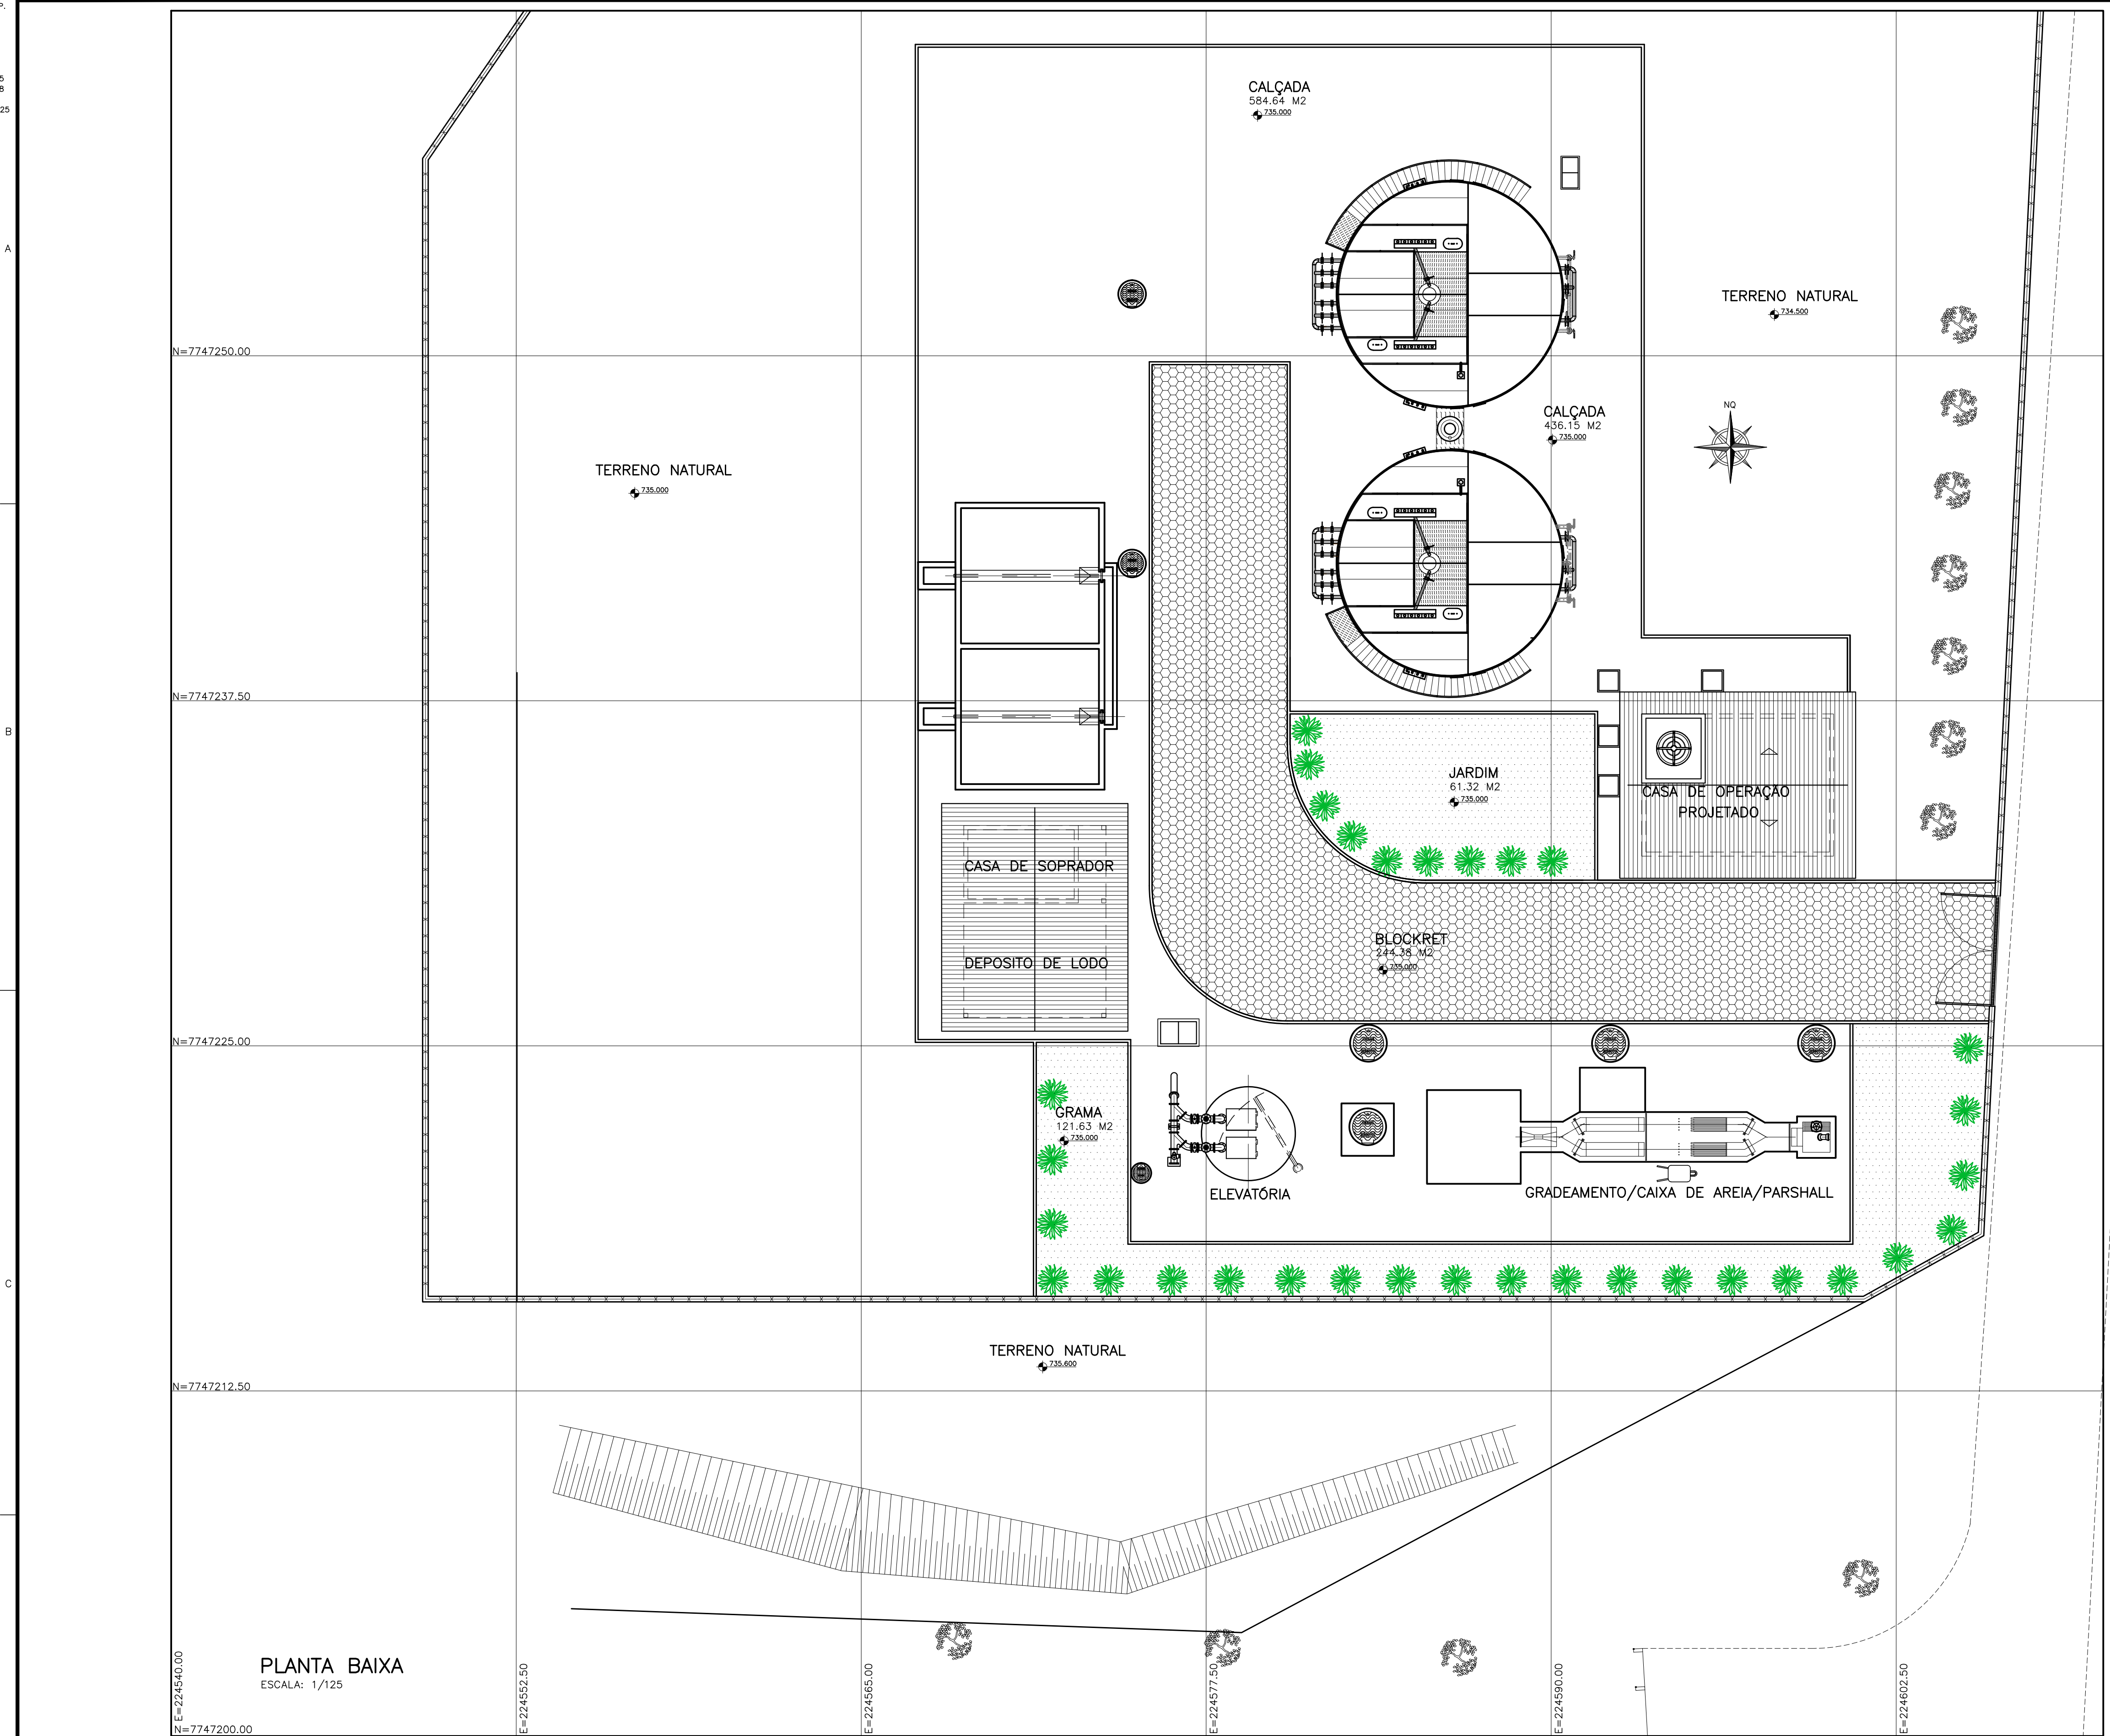 P.
5
8
25
CALÇADA
584.64 M2
735.000
A
TERRENO NATURAL
734.500
N=7747250.00
NQ
CALÇADA
436.15 M2
735.000
TERRENO NATURAL
735.000
N=7747237.50
B
JARDIM
61.32 M2
735.000
CASA DE OPERAÇÃO
PROJETADO
CASA DE SOPRADOR
BLOCKRET
244.38 M2
735.000
DEPOSITO DE LODO
N=7747225.00
GRAMA
121.63 M2
735.000
ELEVATÓRIA
GRADEAMENTO/CAIXA DE AREIA/PARSHALL
C
TERRENO NATURAL
735.600
N=7747212.50
PLANTA BAIXA
ESCALA: 1/125
E=224540.00
E=224552.50
E=224565.00
E=224577.50
E=224590.00
E=224602.50
N=7747200.00